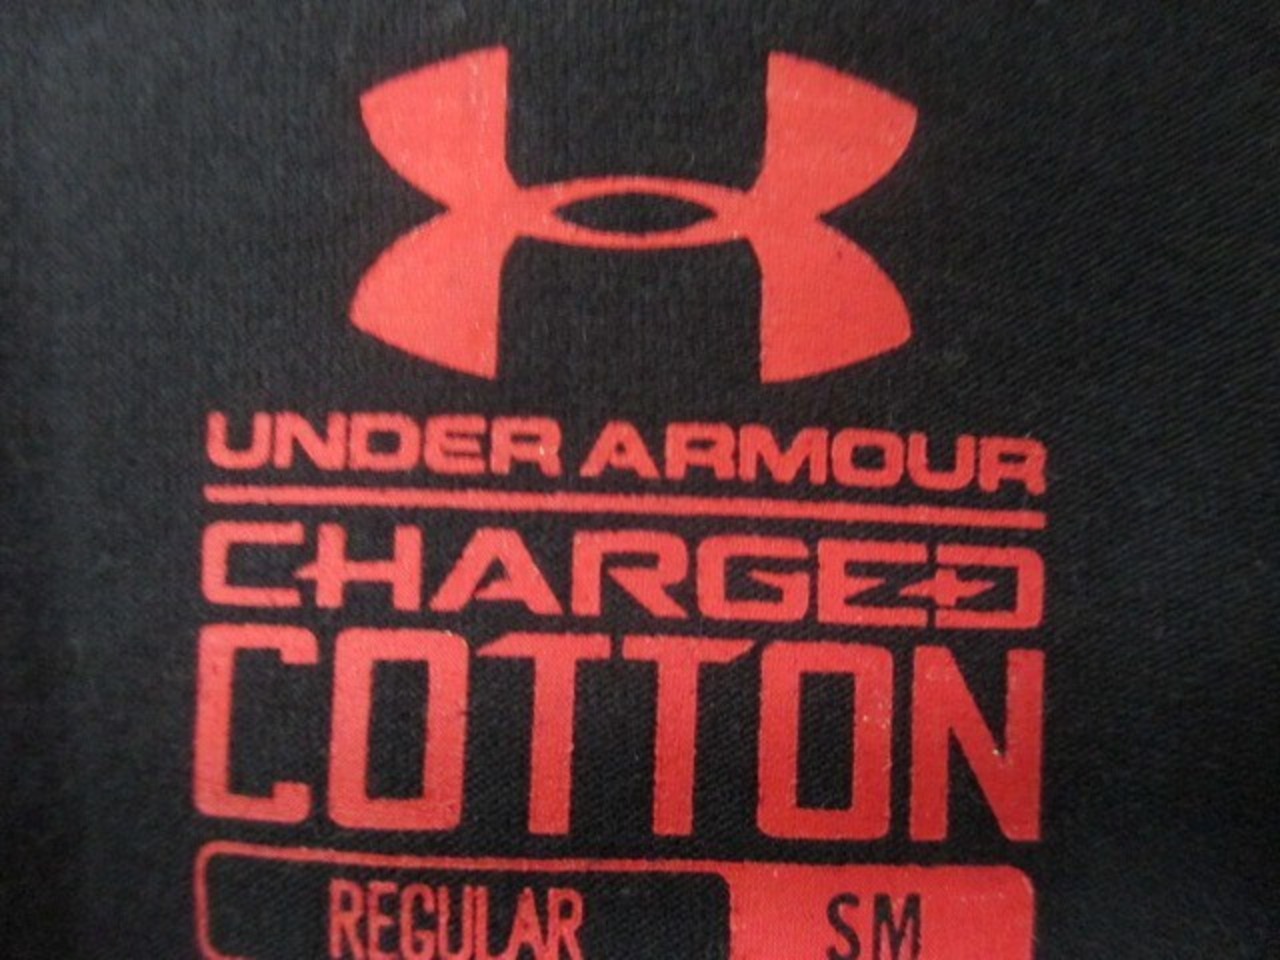 UNDER ARMOUR
CHARGED
COTTON
REGULAR SM